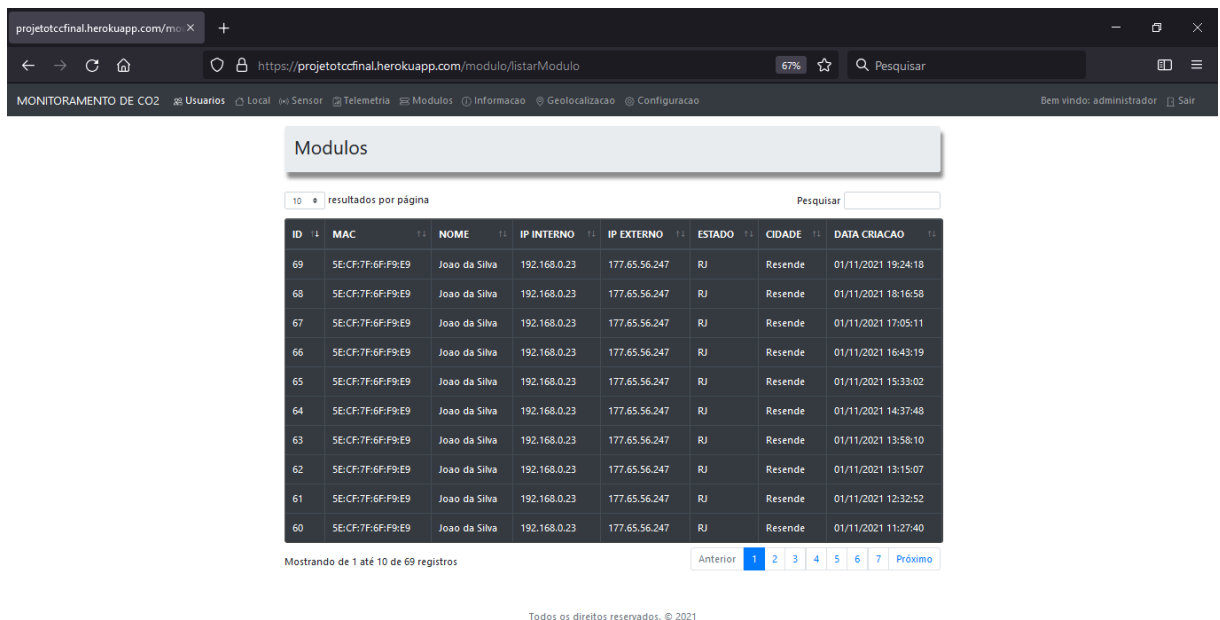 projetotccfinal.herokuapp.com/mo
https://projetotccfinal.herokuapp.com/modulo/listarModulo 67% Pesquisar
MONITORAMENTO DE CO2 Usuarios Local Sensor Telemetria Modulos Informacao Geolocalizacao Configuracao Bem vindo: administrador Sair
Modulos
10 resultados por página Pesquisar
ID MAC NOME IP INTERNO IP EXTERNO ESTADO CIDADE DATA CRIACAO
69 5E:CF:7F:6F:F9:E9 Joao da Silva 192.168.0.23 177.65.56.247 RJ Resende 01/11/2021 19:24:18
68 5E:CF:7F:6F:F9:E9 Joao da Silva 192.168.0.23 177.65.56.247 RJ Resende 01/11/2021 18:16:58
67 5E:CF:7F:6F:F9:E9 Joao da Silva 192.168.0.23 177.65.56.247 RJ Resende 01/11/2021 17:05:11
66 5E:CF:7F:6F:F9:E9 Joao da Silva 192.168.0.23 177.65.56.247 RJ Resende 01/11/2021 16:43:19
65 5E:CF:7F:6F:F9:E9 Joao da Silva 192.168.0.23 177.65.56.247 RJ Resende 01/11/2021 15:33:02
64 5E:CF:7F:6F:F9:E9 Joao da Silva 192.168.0.23 177.65.56.247 RJ Resende 01/11/2021 14:37:48
63 5E:CF:7F:6F:F9:E9 Joao da Silva 192.168.0.23 177.65.56.247 RJ Resende 01/11/2021 13:58:10
62 5E:CF:7F:6F:F9:E9 Joao da Silva 192.168.0.23 177.65.56.247 RJ Resende 01/11/2021 13:15:07
61 5E:CF:7F:6F:F9:E9 Joao da Silva 192.168.0.23 177.65.56.247 RJ Resende 01/11/2021 12:32:52
60 5E:CF:7F:6F:F9:E9 Joao da Silva 192.168.0.23 177.65.56.247 RJ Resende 01/11/2021 11:27:40
Mostrando de 1 até 10 de 69 registros Anterior 1 2 3 4 5 6 7 Próximo
Todos os direitos reservados. © 2021